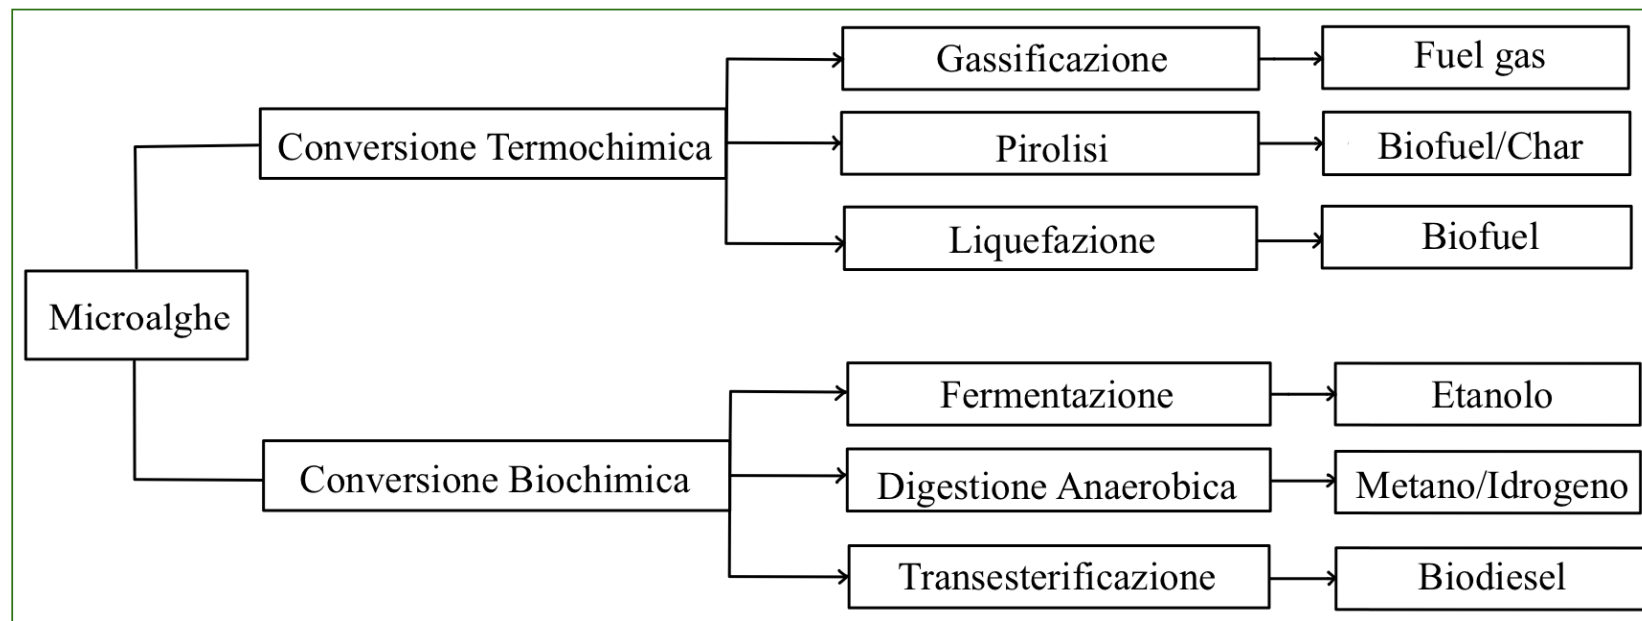 Gassificazione
Fuel gas
Conversione Termochimica
Pirolisi
Biofuel/Char
Liquefazione
Biofuel
Microalghe
Fermentazione
Etanolo
Conversione Biochimica
Digestione Anaerobica
Metano/Idrogeno
Transesterificazione
Biodiesel